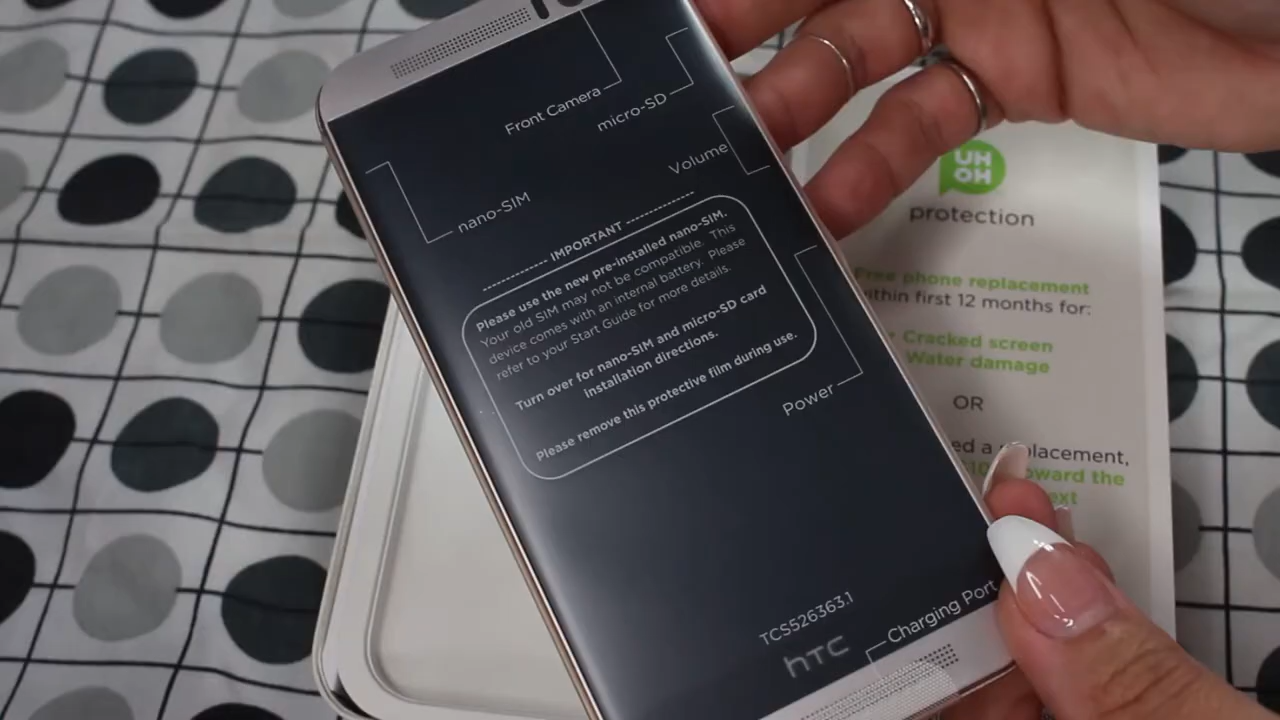 Front Camera
micro-SD
Volume
nano-SIM
IMPORTANT
Please use the new pre-installed nano-SIM.
Your old SIM may not be compatible. This
device comes with an internal battery. Please
refer to your Start Guide for more details.
Turn over for nano-SIM and micro-SD card
installation directions.
Please remove this protective film during use.
Power
TCS526363.1
hTC
Charging Port
UH
OH
protection
Free phone replacement
within first 12 months for:
Cracked screen
Water damage
OR
a
toward the